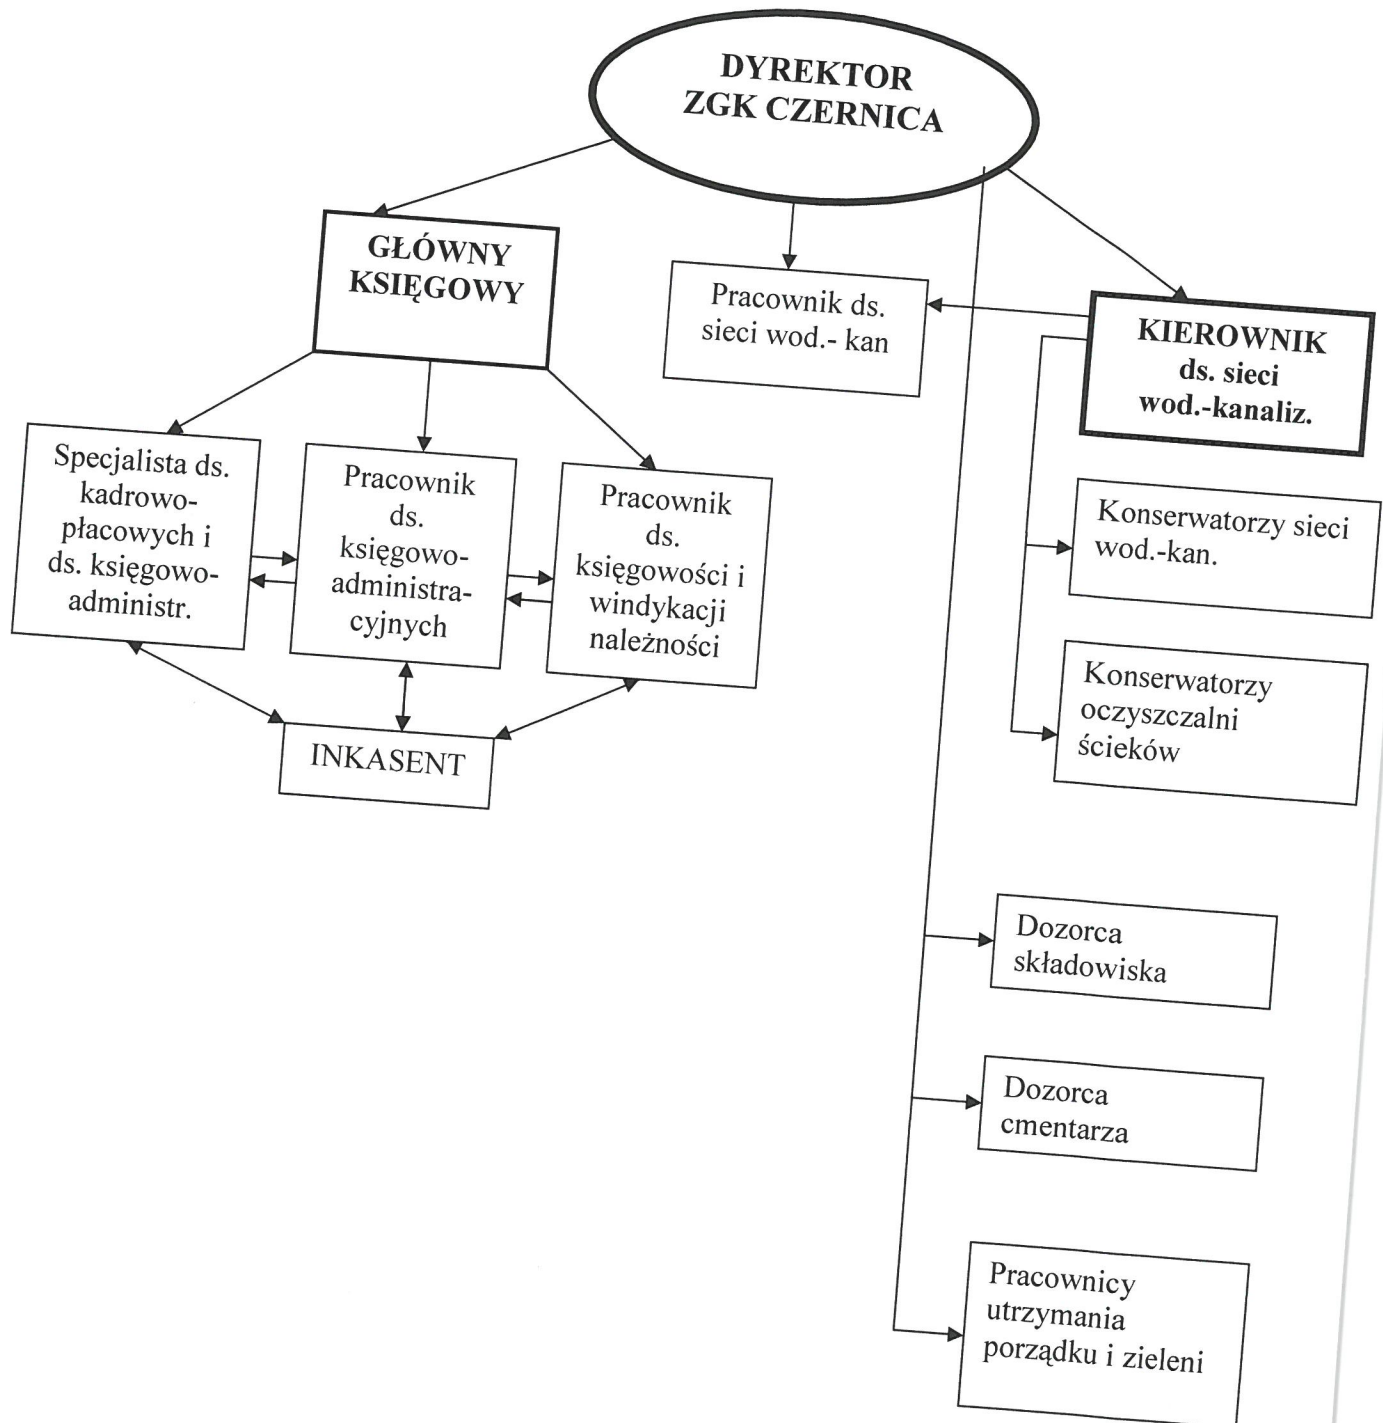 DYREKTOR
ZGK CZERNICA
GŁÓWNY
KSIĘGOWY
Pracownik ds.
sieci wod.- kan
KIEROWNIK
ds. sieci
wod.-kanaliz.
Specjalista ds.
kadrowo-
płacowych i
ds. księgowo-
administr.
Pracownik
ds.
księgowo-
administra-
cyjnych
Pracownik
ds.
księgowości i
windykacji
należności
INKASENT
Konserwatorzy sieci
wod.-kan.
Konserwatorzy
oczyszczalni
ścieków
Dozorca
składowiska
Dozorca
cmentarza
Pracownicy
utrzymania
porządku i zieleni